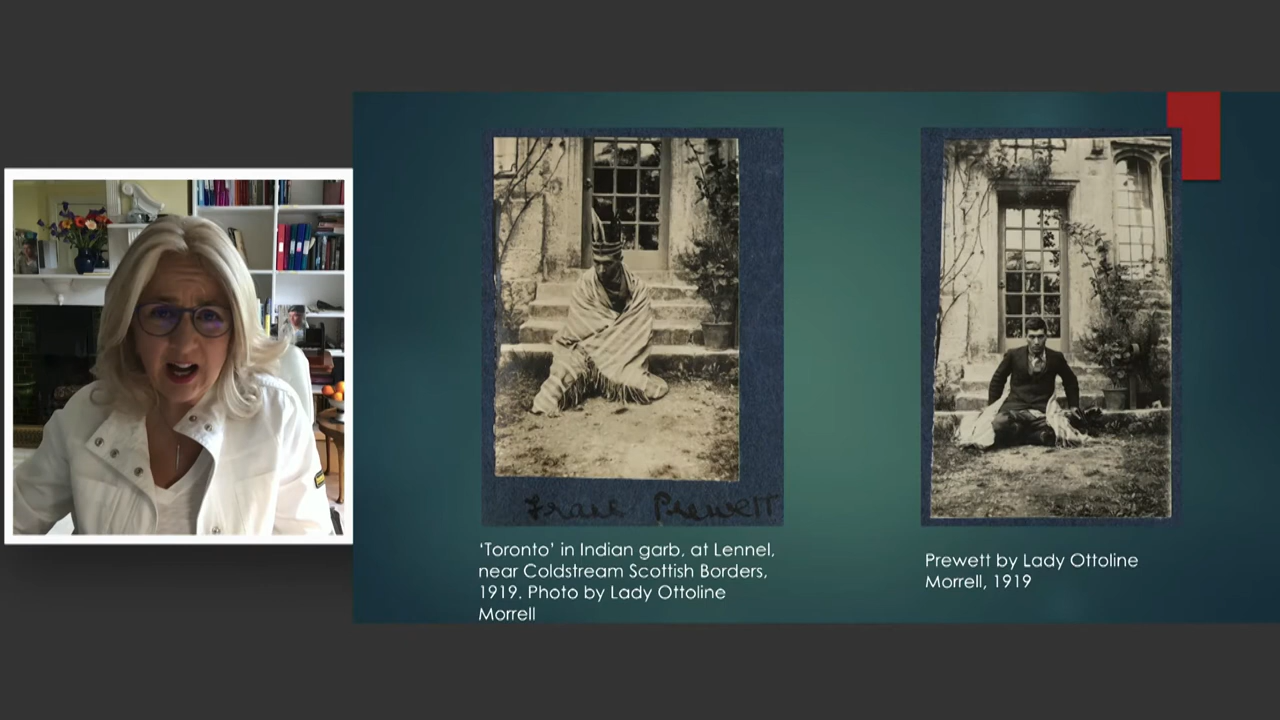 Frank Prewett
‘Toronto’ in Indian garb, at Lennel,
near Coldstream Scottish Borders,
1919. Photo by Lady Ottoline
Morrell
Prewett by Lady Ottoline
Morrell, 1919